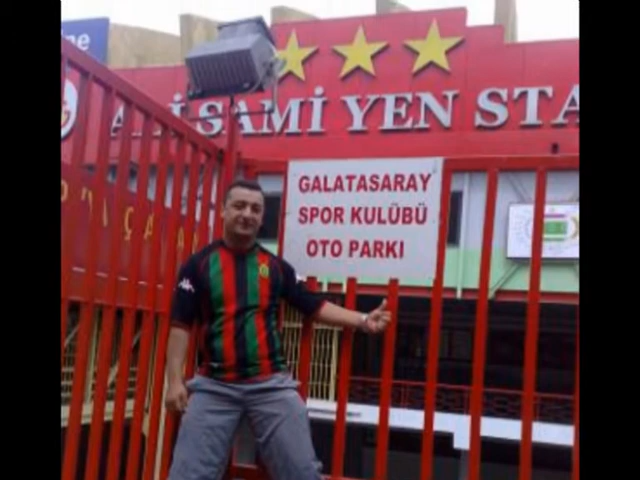 ALİ SAMİ YEN STA
GALATASARAY
SPOR KULÜBÜ
OTO PARKI